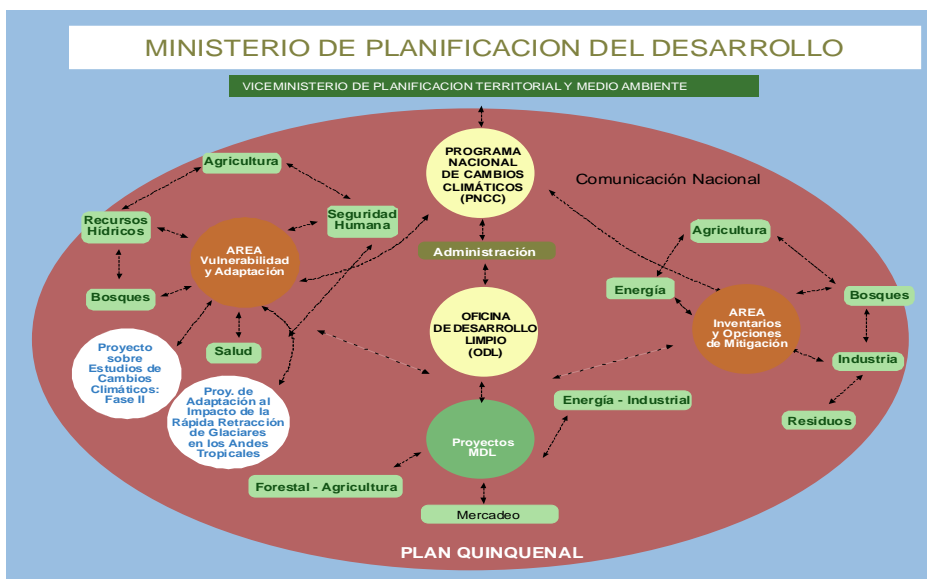 MINISTERIO DE PLANIFICACION DEL DESARROLLO
VICEMINISTERIO DE PLANIFICACION TERRITORIAL Y MEDIO AMBIENTE
PROGRAMA
NACIONAL
DE CAMBIOS
CLIMÁTICOS
(PNCC)
Comunicación Nacional
Agricultura
Recursos
Hídricos
Seguridad
Humana
AREA
Vulnerabilidad
y Adaptación
Bosques
Salud
Proyecto
sobre
Estudios de
Cambios
Climáticos:
Fase II
Proy. de
Adaptación al
Impacto de la
Rápida Retracción
de Glaciares
en los Andes
Tropicales
Administración
OFICINA
DE DESARROLLO
LIMPIO
(ODL)
Agricultura
Energía
Bosques
AREA
Inventarios
y Opciones
de Mitigación
Industria
Residuos
Energía - Industrial
Proyectos
MDL
Forestal - Agricultura
Mercadeo
PLAN QUINQUENAL